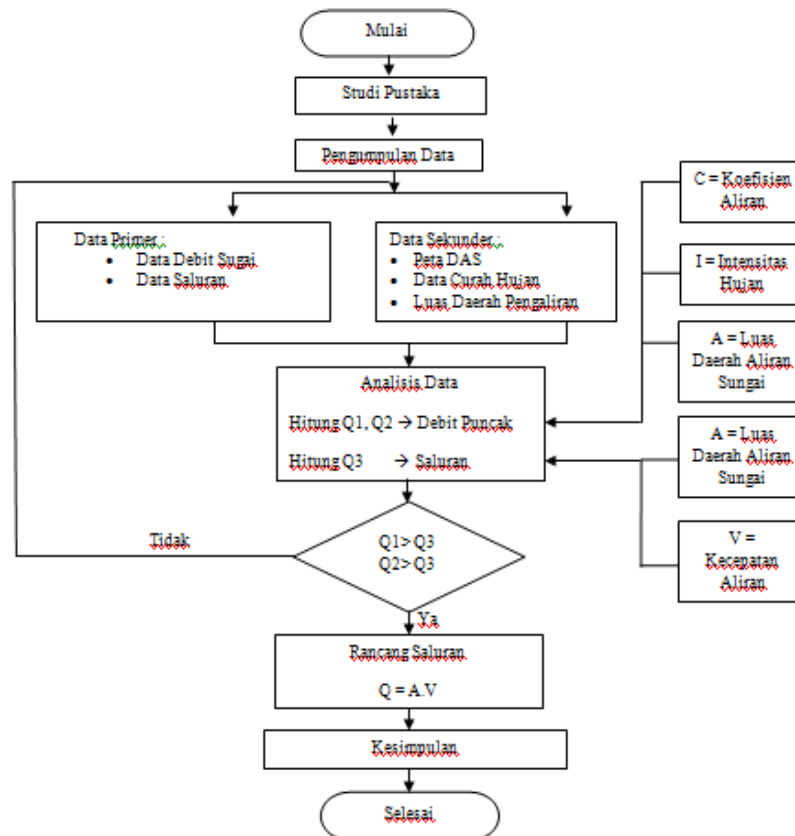 Mulai
Studi Pustaka
Pengumpulan Data
Data Primer :
• Data Debit Sugai
• Data Saluran
Data Sekunder :
• Peta DAS
• Data Curah Hujan
• Luas Daerah Pengaliran
C = Koefisien
Aliran
I = Intensitas
Hujan
A = Luas
Daerah Aliran
Sungai
Analisis Data
Hitung Q1, Q2 → Debit Puncak
Hitung Q3 → Saluran
A = Luas
Daerah Aliran
Sungai
V =
Kecepatan
Aliran
Tidak
Q1> Q3
Q2> Q3
Ya
Rancang Saluran
Q = A.V
Kesimpulan
Selesai